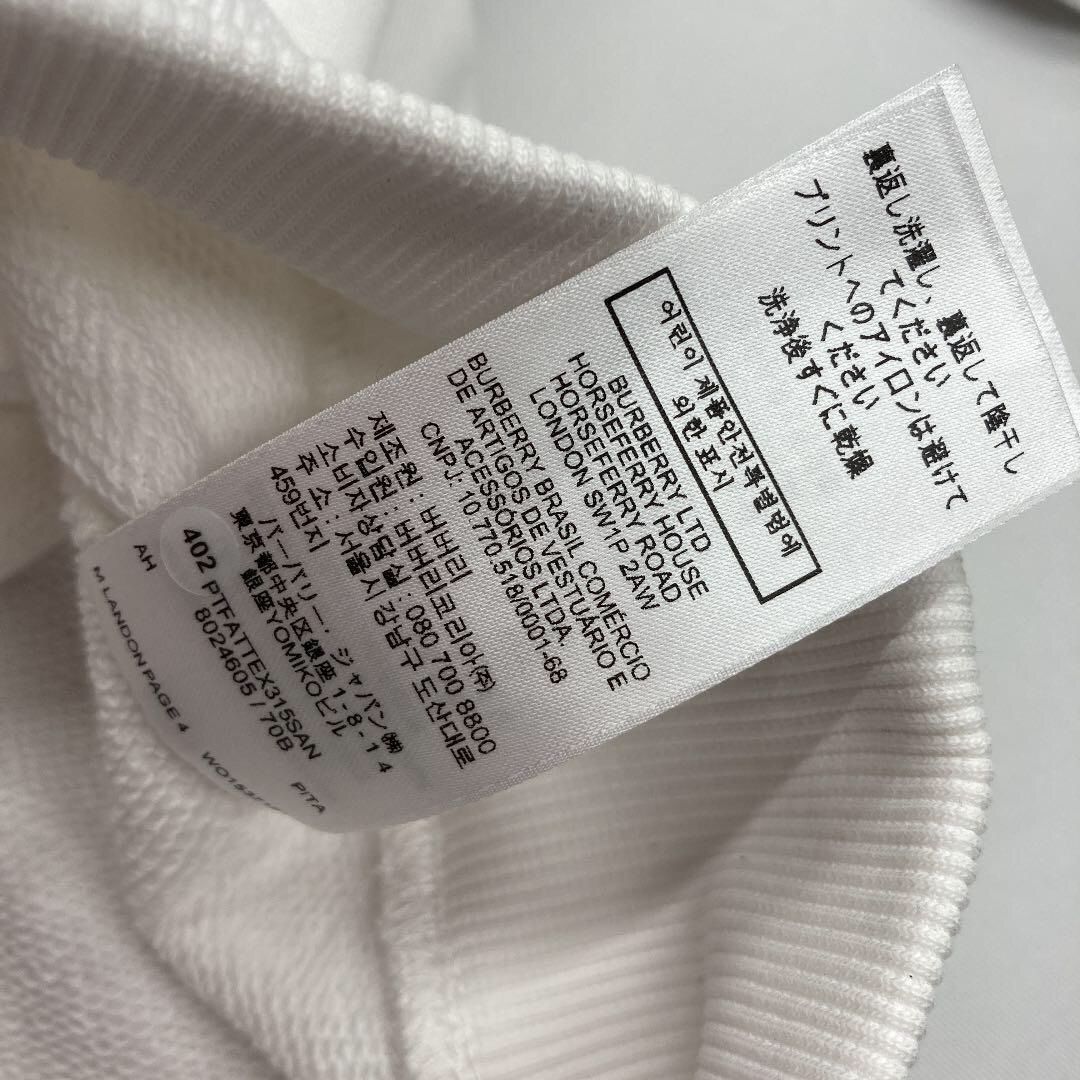 裏返し洗濯し、裏返して陰干し
てください
プリントへのアイロンは避けて
ください
洗浄後すぐに乾燥
어린이제품안전특별법에
의한 표시
BURBERRY LTD
HORSEFERRY HOUSE
HORSEFERRY ROAD
LONDON SW1P 2AW
BURBERRY BRASIL COMÉRCIO
DE ARTIGOS DE VESTUÁRIO E
ACESSÓRIOS LTDA.
CNPJ: 10.770.518/0001-68
제조원: 버버리
수입원: 버버리코리아(주)
소비자상담실: 080 700 8800
주 소: 서울시 강남구 도산대로
459번지
バーバリー・ジャパン㈱
東京都中央区銀座 1-8-14
銀座YOMIKOビル
402 PTFATTEX315SAN
8024605 / 70B
AH PITA
M LANDON PAGE 4